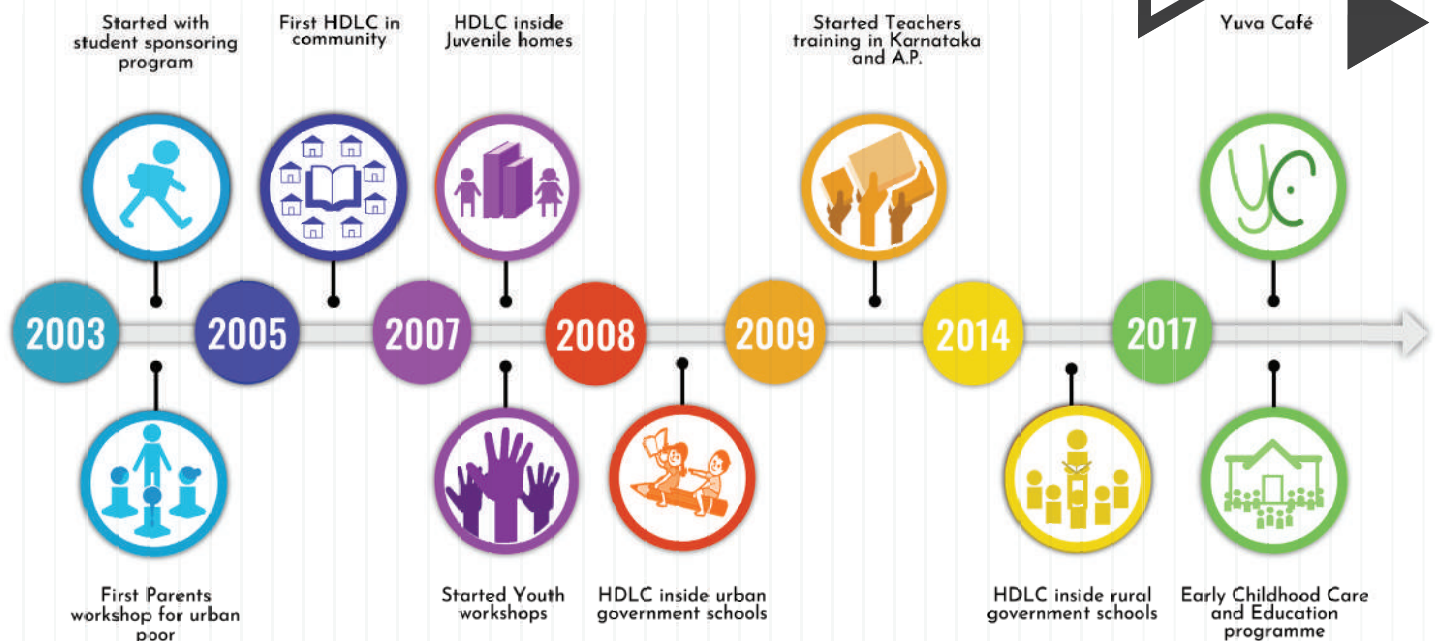 Started with
student sponsoring
program
First HDLC in
community
HDLC inside
Juvenile homes
Started Teachers
training in Karnataka
and A.P.
Yuva Café
YC
2003
2005
2007
2008
2009
2014
2017
First Parents
workshop for urban
poor
Started Youth
workshops
HDLC inside urban
government schools
HDLC inside rural
government schools
Early Childhood Care
and Education
programme